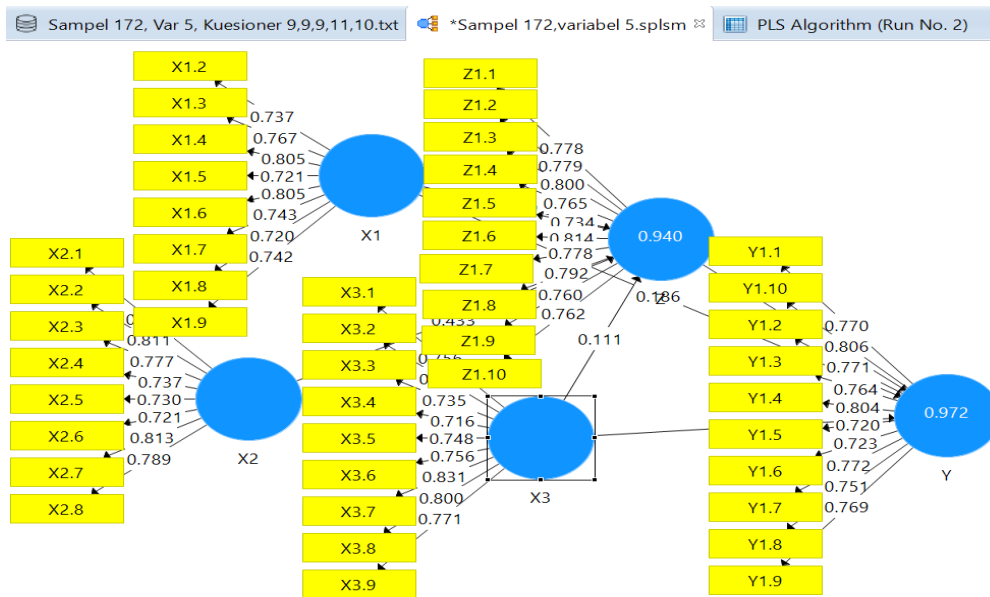 Sampel 172, Var 5, Kuesioner 9,9,9,11,10.txt
*Sampel 172,variabel 5.splsm
PLS Algorithm (Run No. 2)
X1.2
X1.3
X1.4
X1.5
X1.6
X1.7
X1.8
X1.9
0.737
0.767
0.805
0.721
0.805
0.743
0.720
0.742
X1
X2.1
X2.2
X2.3
X2.4
X2.5
X2.6
X2.7
X2.8
0.811
0.777
0.737
0.730
0.721
0.813
0.789
X2
X3.1
X3.2
X3.3
X3.4
X3.5
X3.6
X3.7
X3.8
X3.9
0.433
0.756
0.735
0.716
0.748
0.756
0.831
0.800
0.771
X3
Z1.1
Z1.2
Z1.3
Z1.4
Z1.5
Z1.6
Z1.7
Z1.8
Z1.9
Z1.10
0.778
0.779
0.800
0.765
0.734
0.814
0.778
0.792
0.760
0.762
0.940
Z
0.186
0.111
Y1.1
Y1.10
Y1.2
Y1.3
Y1.4
Y1.5
Y1.6
Y1.7
Y1.8
Y1.9
0.770
0.806
0.771
0.764
0.804
0.720
0.723
0.772
0.751
0.769
0.972
Y